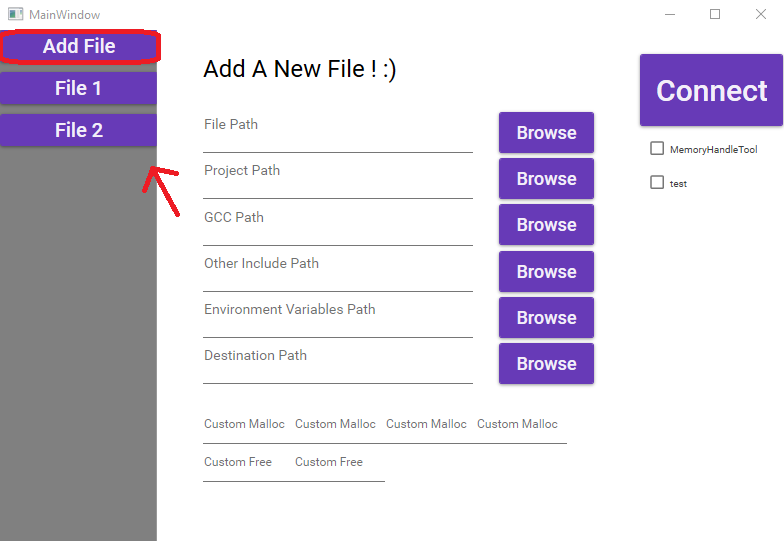 MainWindow
Add File
File 1
File 2
Add A New File ! :)
File Path Browse
Project Path Browse
GCC Path Browse
Other Include Path Browse
Environment Variables Path Browse
Destination Path Browse
Custom Malloc Custom Malloc Custom Malloc Custom Malloc
Custom Free Custom Free
Connect
MemoryHandleTool
test